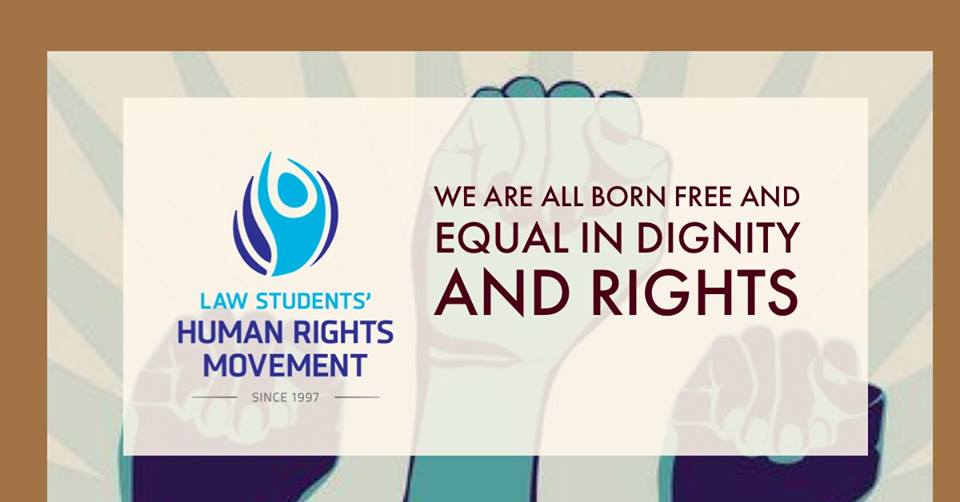 LAW STUDENTS’
HUMAN RIGHTS
MOVEMENT
SINCE 1997
WE ARE ALL BORN FREE AND
EQUAL IN DIGNITY
AND RIGHTS